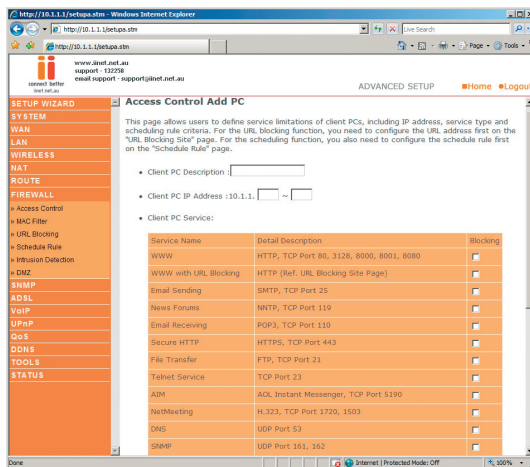 http://10.1.1.1/setupa.stm - Windows Internet Explorer
http://10.1.1.1/setupa.stm
Live Search
http://10.1.1.1/setupa.stm
Page
Tools
www.iinet.net.au
support - 132258
email support - support@iinet.net.au
connect better
iinet.net.au
ADVANCED SETUP
Home
Logout
SETUP WIZARD
SYSTEM
WAN
LAN
WIRELESS
NAT
ROUTE
FIREWALL
» Access Control
» MAC Filter
» URL Blocking
» Schedule Rule
» Intrusion Detection
» DMZ
SNMP
ADSL
VoIP
UPnP
QoS
DDNS
TOOLS
STATUS
Access Control Add PC
This page allows users to define service limitations of client PCs, including IP address, service type and
scheduling rule criteria. For the URL blocking function, you need to configure the URL address first on the
"URL Blocking Site" page. For the scheduling function, you also need to configure the schedule rule first
on the "Schedule Rule" page.
• Client PC Description :
• Client PC IP Address :10.1.1. ~
• Client PC Service:
Service Name Detail Description Blocking
WWW HTTP, TCP Port 80, 3128, 8000, 8001, 8080
WWW with URL Blocking HTTP (Ref. URL Blocking Site Page)
Email Sending SMTP, TCP Port 25
News Forums NNTP, TCP Port 119
Email Receiving POP3, TCP Port 110
Secure HTTP HTTPS, TCP Port 443
File Transfer FTP, TCP Port 21
Telnet Service TCP Port 23
AIM AOL Instant Messenger, TCP Port 5190
NetMeeting H.323, TCP Port 1720, 1503
DNS UDP Port 53
SNMP UDP Port 161, 162
Done
Internet | Protected Mode: Off
100%